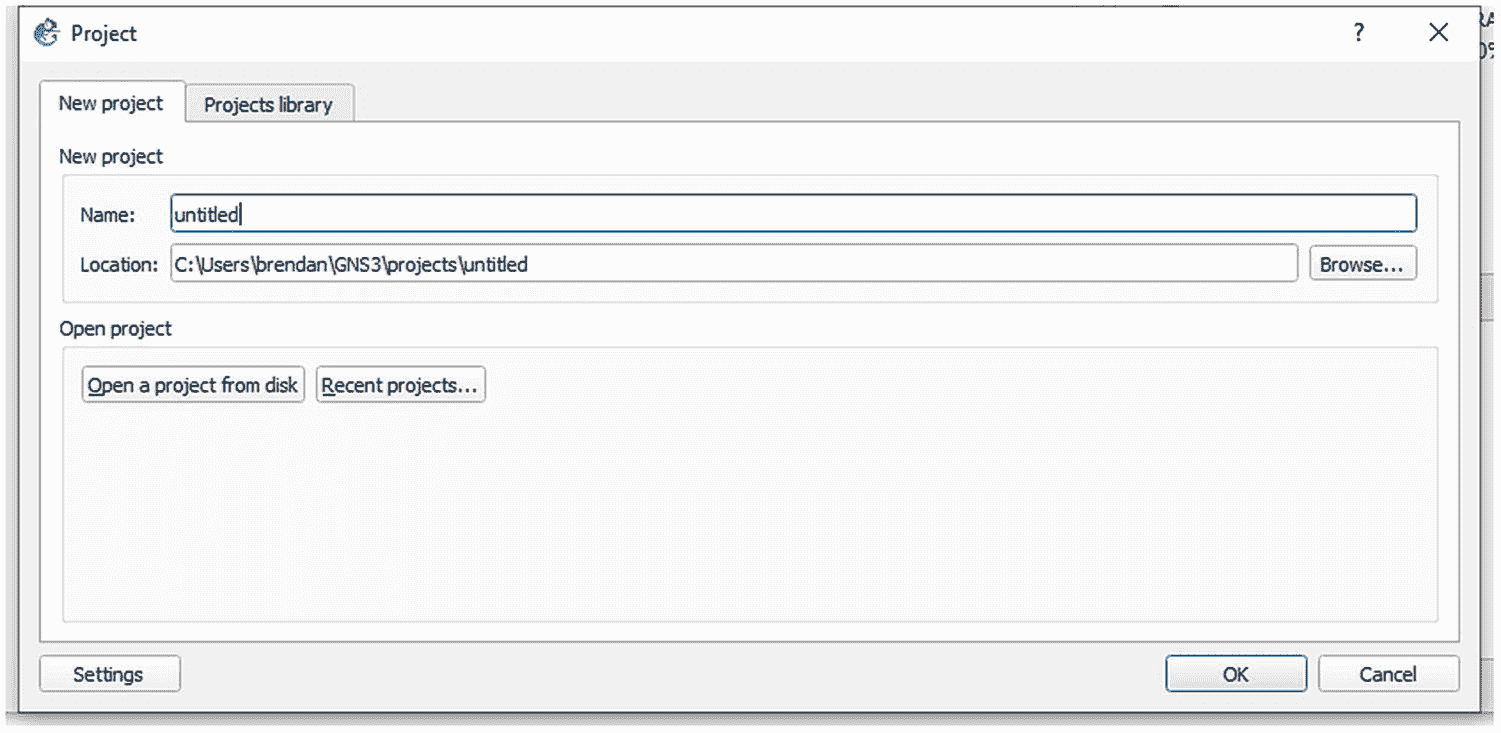 Project
?
New project
Projects library
New project
Name: untitled
Location: C:\Users\brendan\GNS3\projects\untitled Browse...
Open project
Open a project from disk Recent projects...
Settings
OK
Cancel